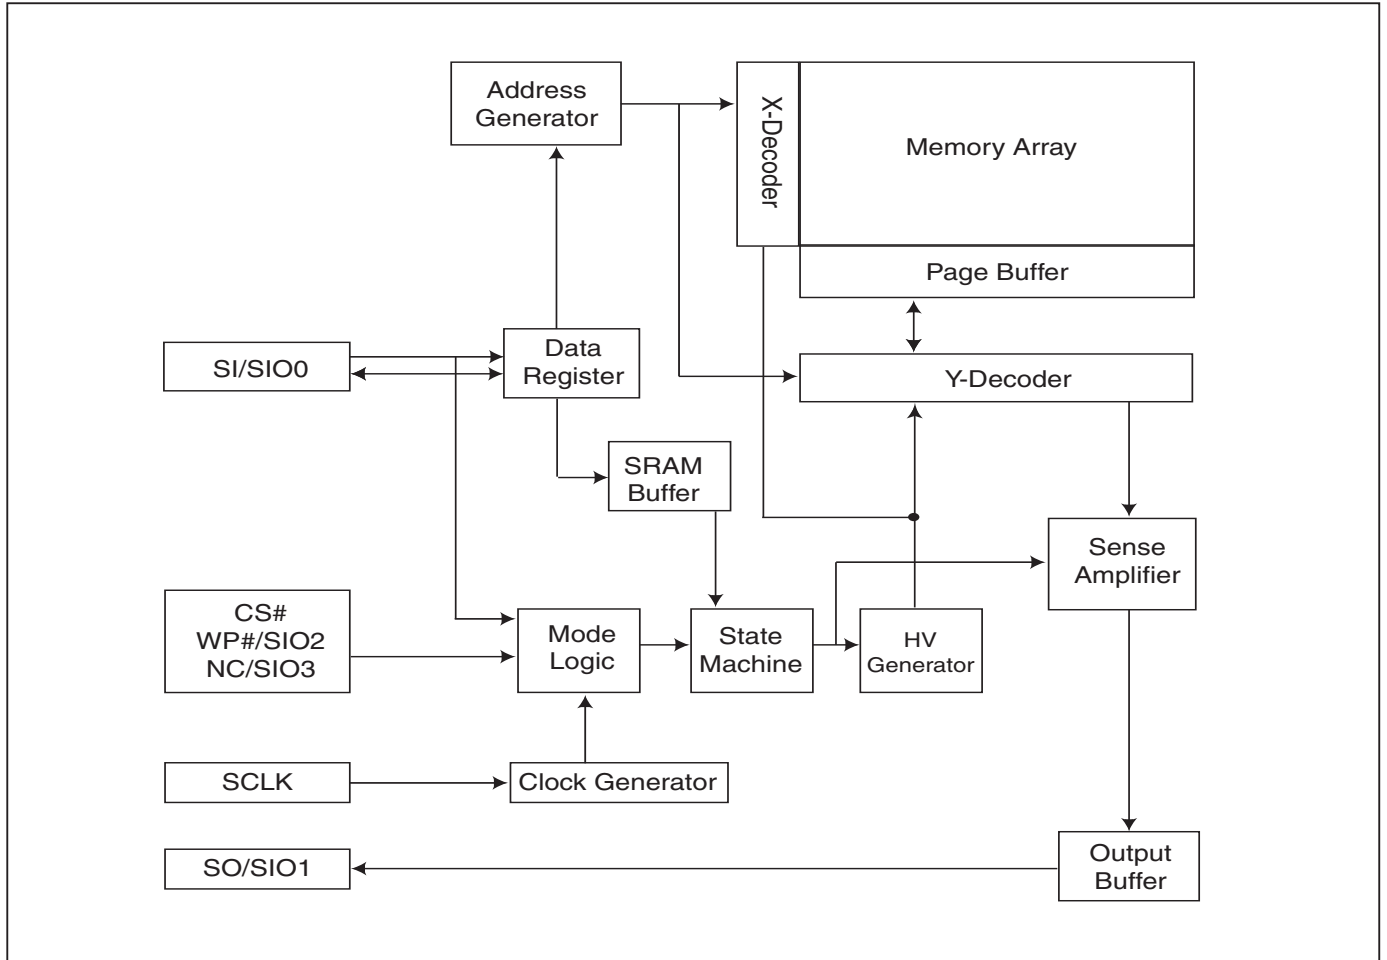 Address
Generator
X-Decoder
Memory Array
Page Buffer
SI/SIO0
Data
Register
Y-Decoder
SRAM
Buffer
Sense
Amplifier
CS#
WP#/SIO2
NC/SIO3
Mode
Logic
State
Machine
HV
Generator
SCLK
Clock Generator
SO/SIO1
Output
Buffer